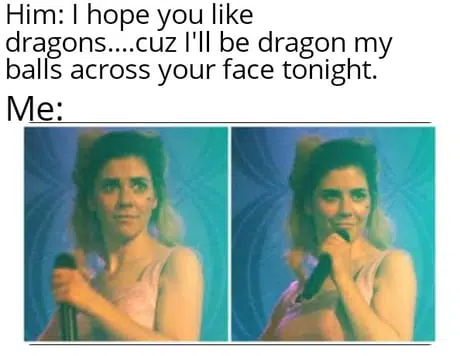 Him: I hope you like
dragons....cuz I'll be dragon my
balls across your face tonight.
Me: